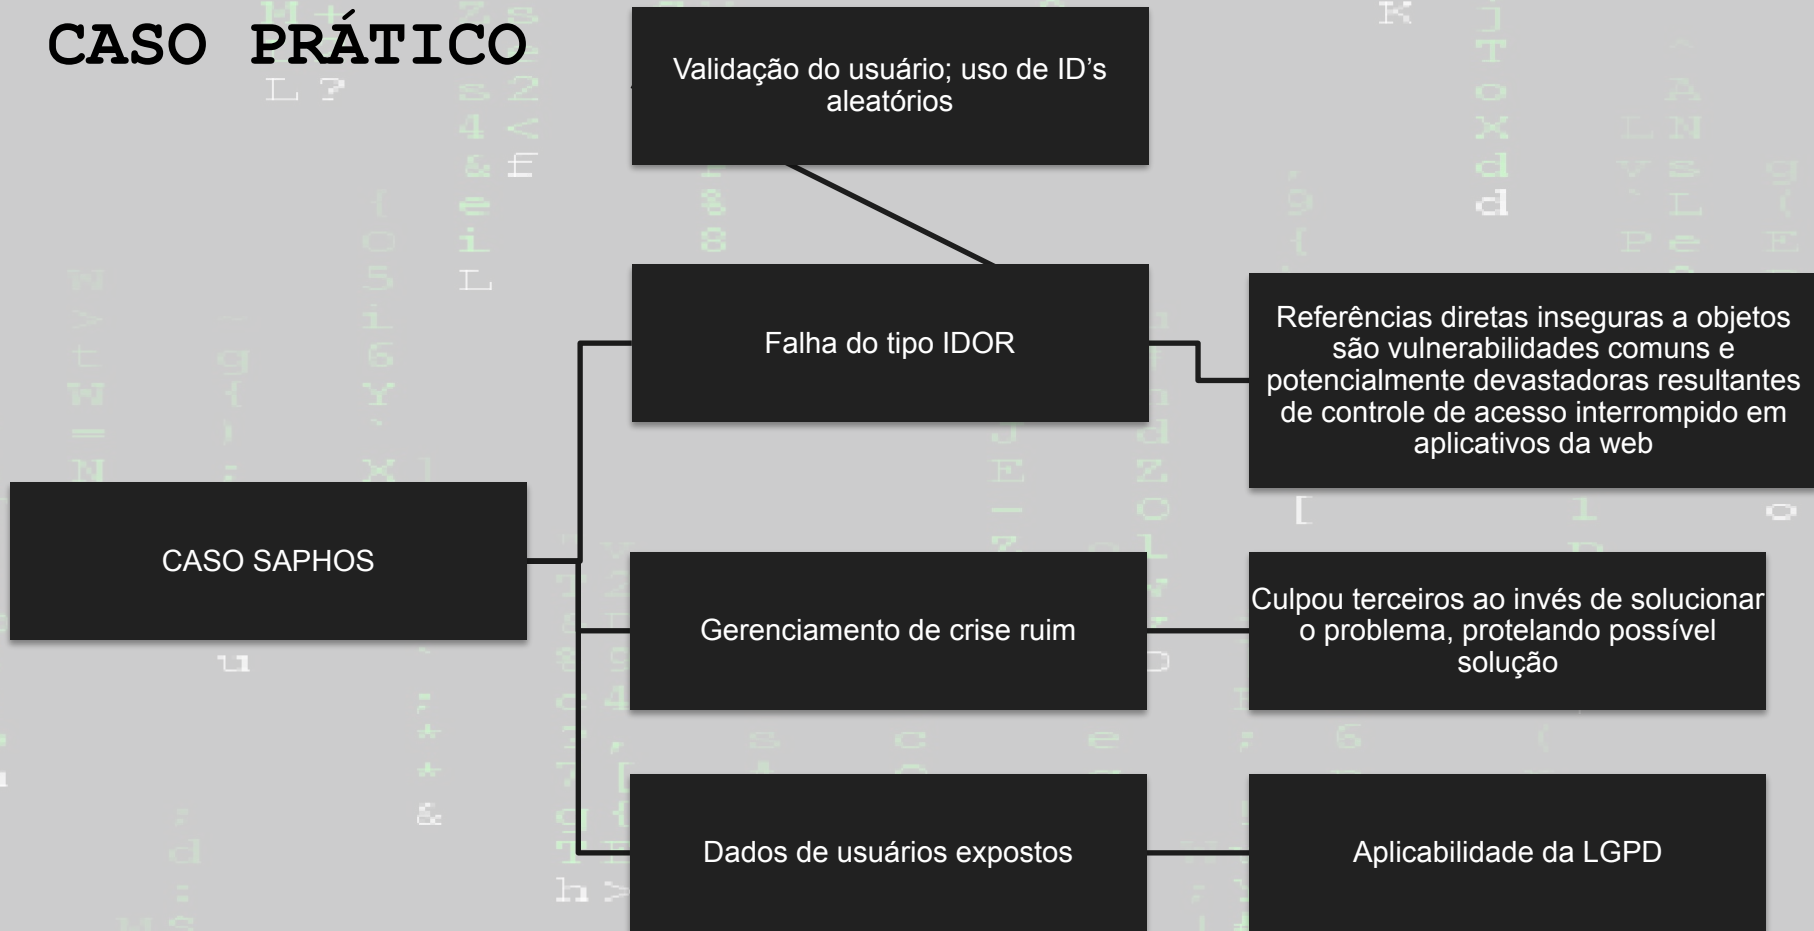 CASO PRÁTICO
Validação do usuário; uso de ID’s
aleatórios
Falha do tipo IDOR
Referências diretas inseguras a objetos
são vulnerabilidades comuns e
potencialmente devastadoras resultantes
de controle de acesso interrompido em
aplicativos da web
CASO SAPHOS
Gerenciamento de crise ruim
Culpou terceiros ao invés de solucionar
o problema, protelando possível
solução
Dados de usuários expostos
Aplicabilidade da LGPD